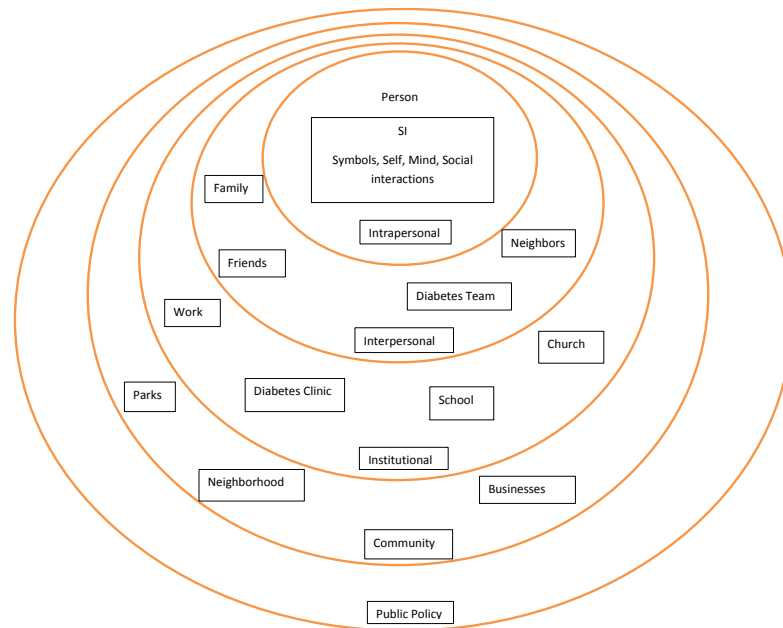 Person
SI
Symbols, Self, Mind, Social
interactions
Family
Intrapersonal
Neighbors
Friends
Diabetes Team
Work
Interpersonal
Church
Parks
Diabetes Clinic
School
Institutional
Neighborhood
Businesses
Community
Public Policy